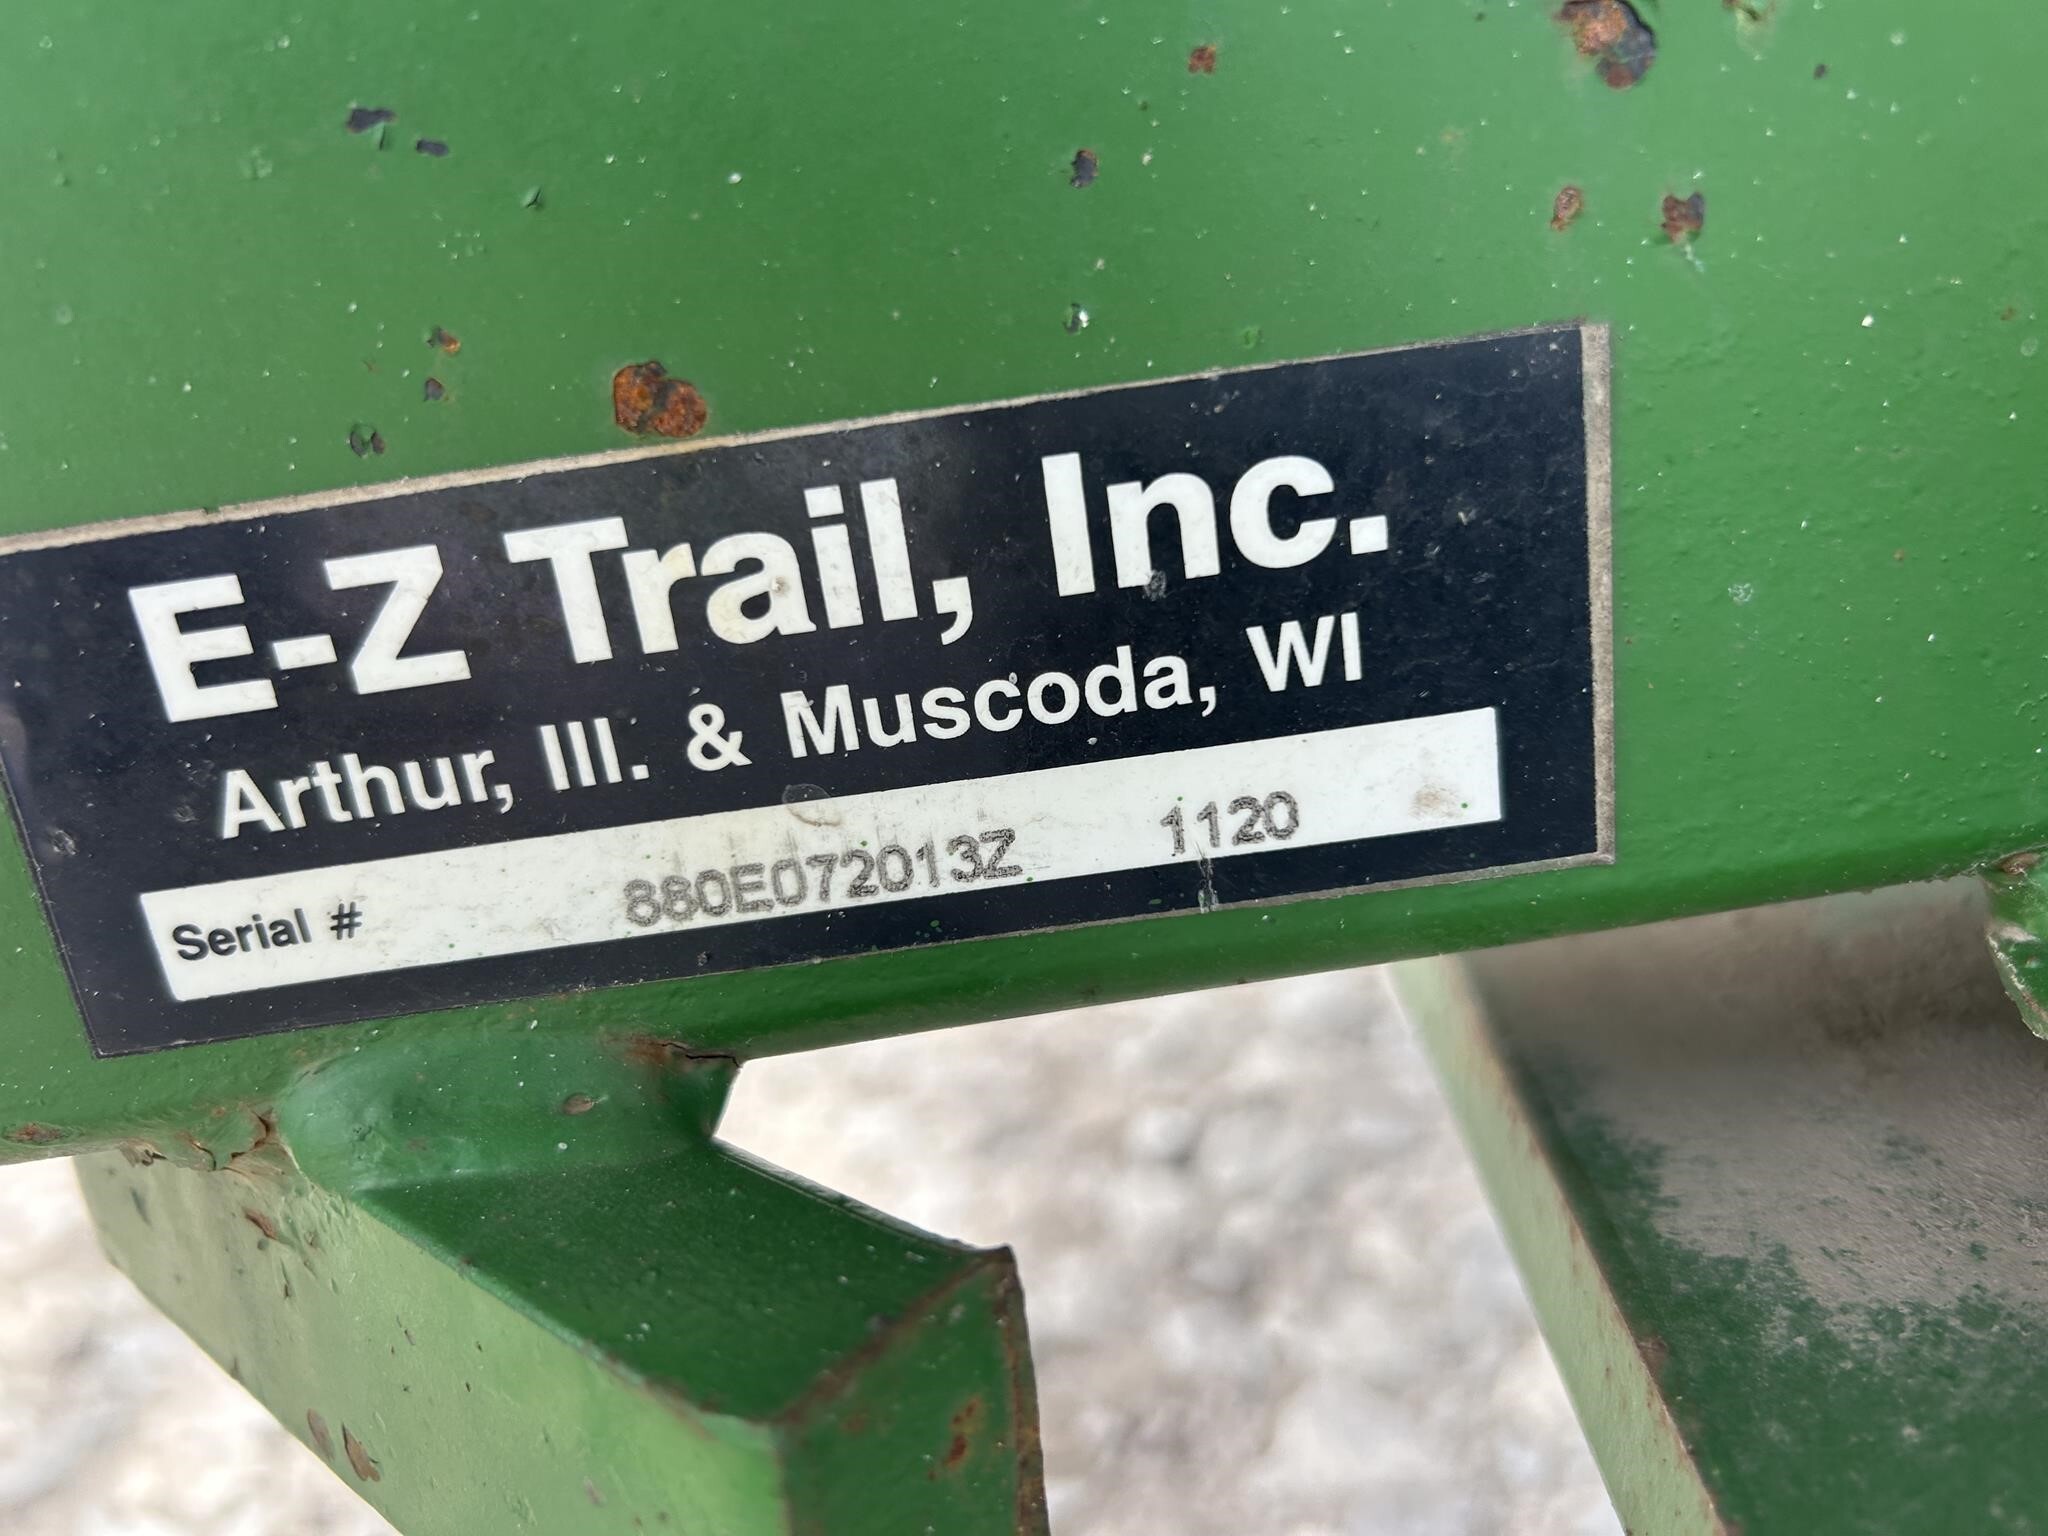 E-Z Trail, Inc.
Arthur, Ill. & Muscoda, WI
Serial # 880E072013Z 1120